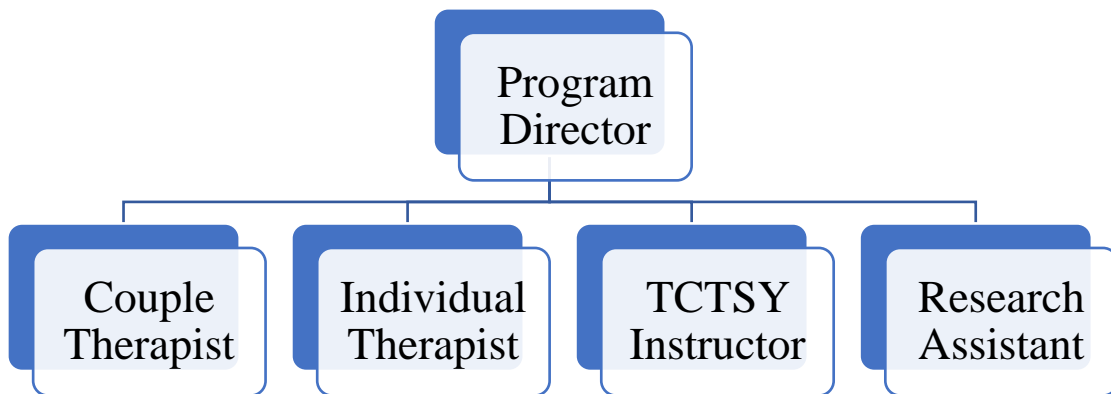 Program
Director
Couple
Therapist
Individual
Therapist
TCTSY
Instructor
Research
Assistant